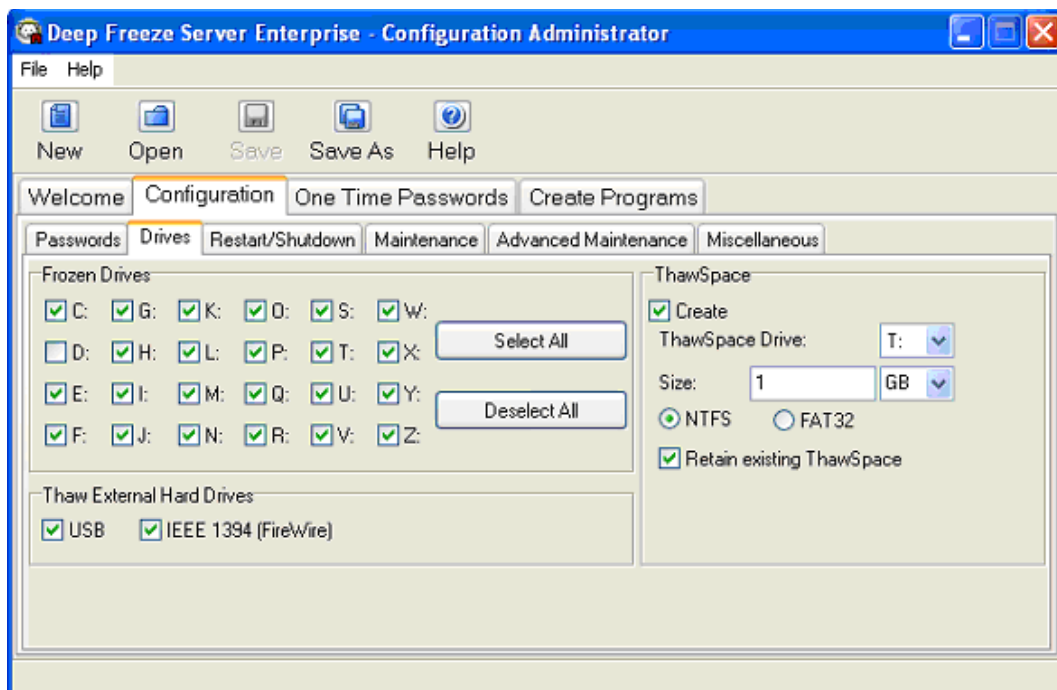 Deep Freeze Server Enterprise - Configuration Administrator
File Help
New Open Save Save As Help
Welcome Configuration One Time Passwords Create Programs
Passwords Drives Restart/Shutdown Maintenance Advanced Maintenance Miscellaneous
Frozen Drives
C: G: K: O: S: W:
D: H: L: P: T: X:
E: I: M: Q: U: Y:
F: J: N: R: V: Z:
Select All
Deselect All
Thaw External Hard Drives
USB IEEE 1394 (FireWire)
ThawSpace
Create
ThawSpace Drive: T:
Size: 1 GB
NTFS FAT32
Retain existing ThawSpace